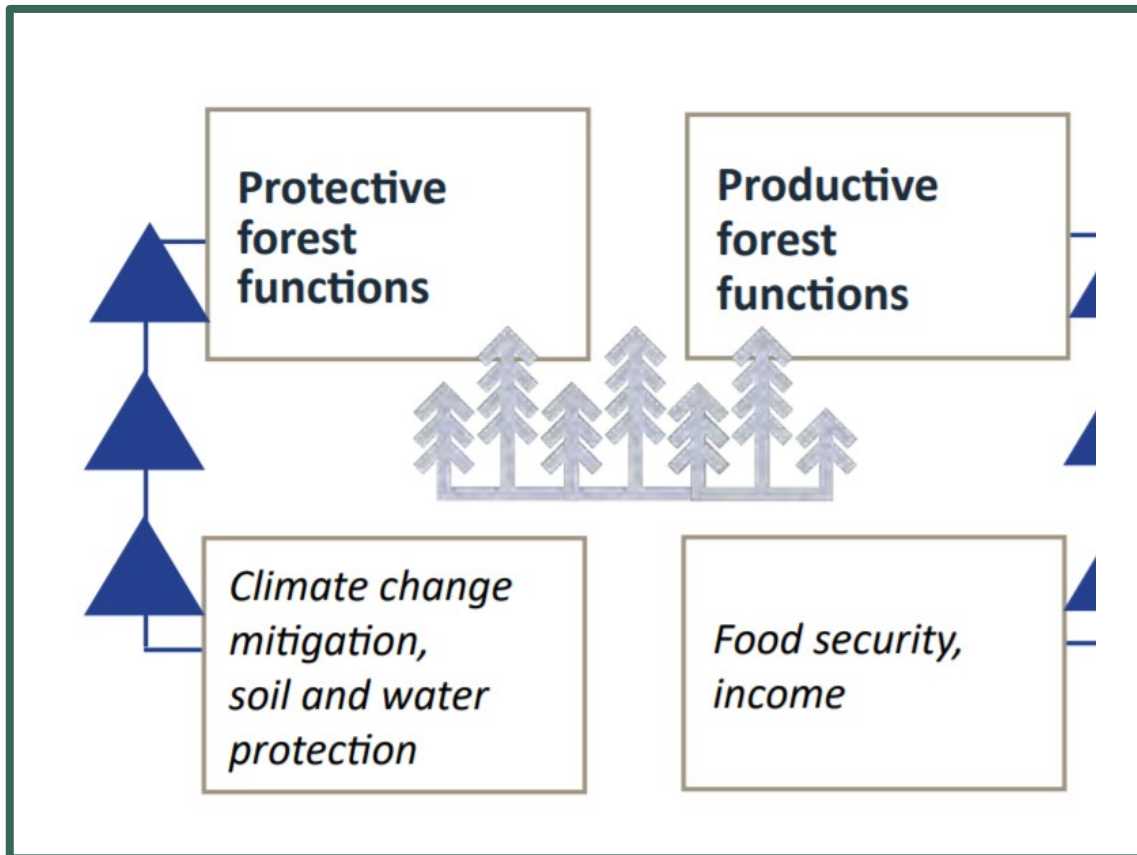 Protective
forest
functions
Productive
forest
functions
Climate change
mitigation,
soil and water
protection
Food security,
income